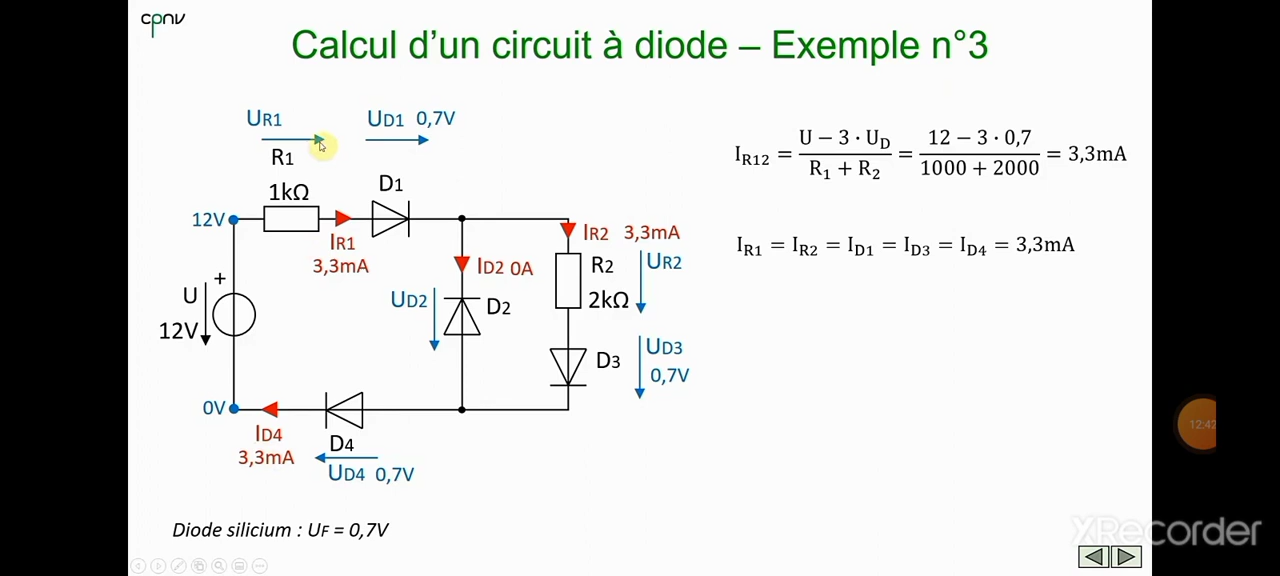 cpnv
Calcul d’un circuit à diode – Exemple n°3
UR1
UD1 0,7V
R1
1kΩ
D1
12V
IR1
3,3mA
IR2 3,3mA
ID2 0A
R2
2kΩ
UR2
+
U
12V
UD2
D2
D3
UD3
0,7V
0V
ID4
3,3mA
D4
UD4 0,7V
IR12 = (U − 3 · UD) / (R1 + R2) = (12 − 3 · 0,7) / (1000 + 2000) = 3,3mA
IR1 = IR2 = ID1 = ID3 = ID4 = 3,3mA
Diode silicium : UF = 0,7V
12:42
XRecorder